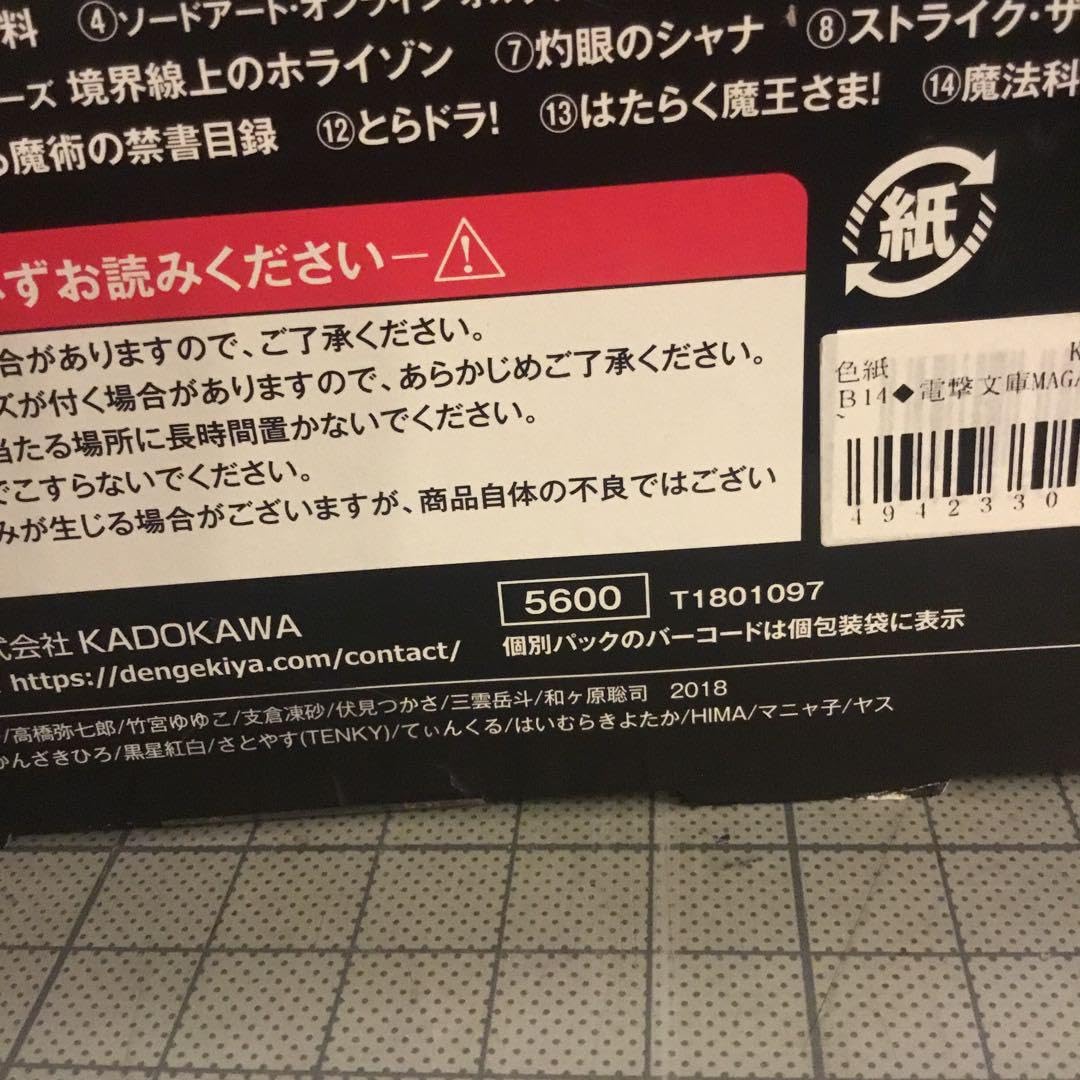 料 ④ソードアート・オンライン オルタ
ーズ 境界線上のホライゾン ⑦灼眼のシャナ ⑧ストライク・ザ
る魔術の禁書目録 ⑫とらドラ! ⑬はたらく魔王さま! ⑭魔法科
紙
ずお読みください
合がありますので、ご了承ください。
ズが付く場合がありますので、あらかじめご了承ください。
当たる場所に長時間置かないでください。
でこすらないでください。
みが生じる場合がございますが、商品自体の不良ではござい
色紙 K
B14◆電撃文庫MAGA
4942330
式会社 KADOKAWA
5600 T1801097
https://dengekiya.com/contact/
個別パックのバーコードは個包装袋に表示
/高橋弥七郎/竹宮ゆゆこ/支倉凍砂/伏見つかさ/三雲岳斗/和ヶ原聡司 2018
かんざきひろ/黒星紅白/さとやす(TENKY)/てぃんくる/はいむらきよたか/HIMA/マニャ子/ヤス